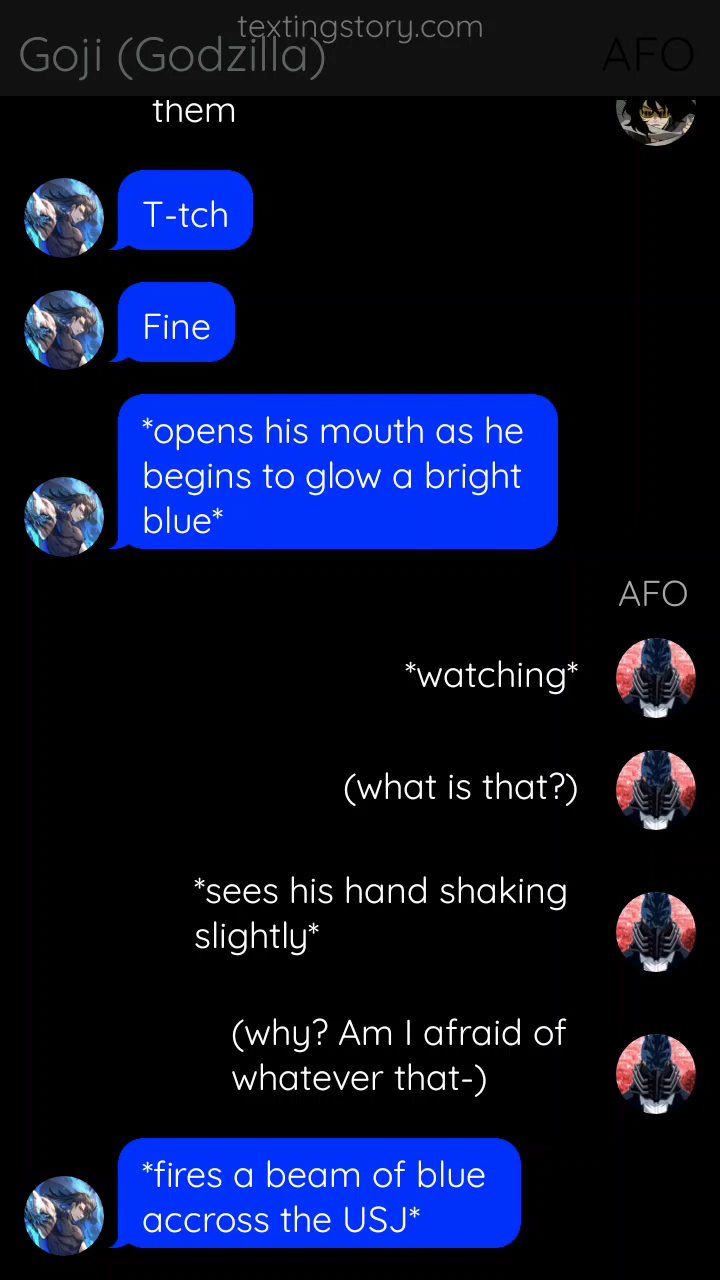 textingstory.com
Goji (Godzilla)
AFO
them
T-tch
Fine
*opens his mouth as he
begins to glow a bright
blue*
AFO
*watching*
(what is that?)
*sees his hand shaking
slightly*
(why? Am I afraid of
whatever that-)
*fires a beam of blue
accross the USJ*